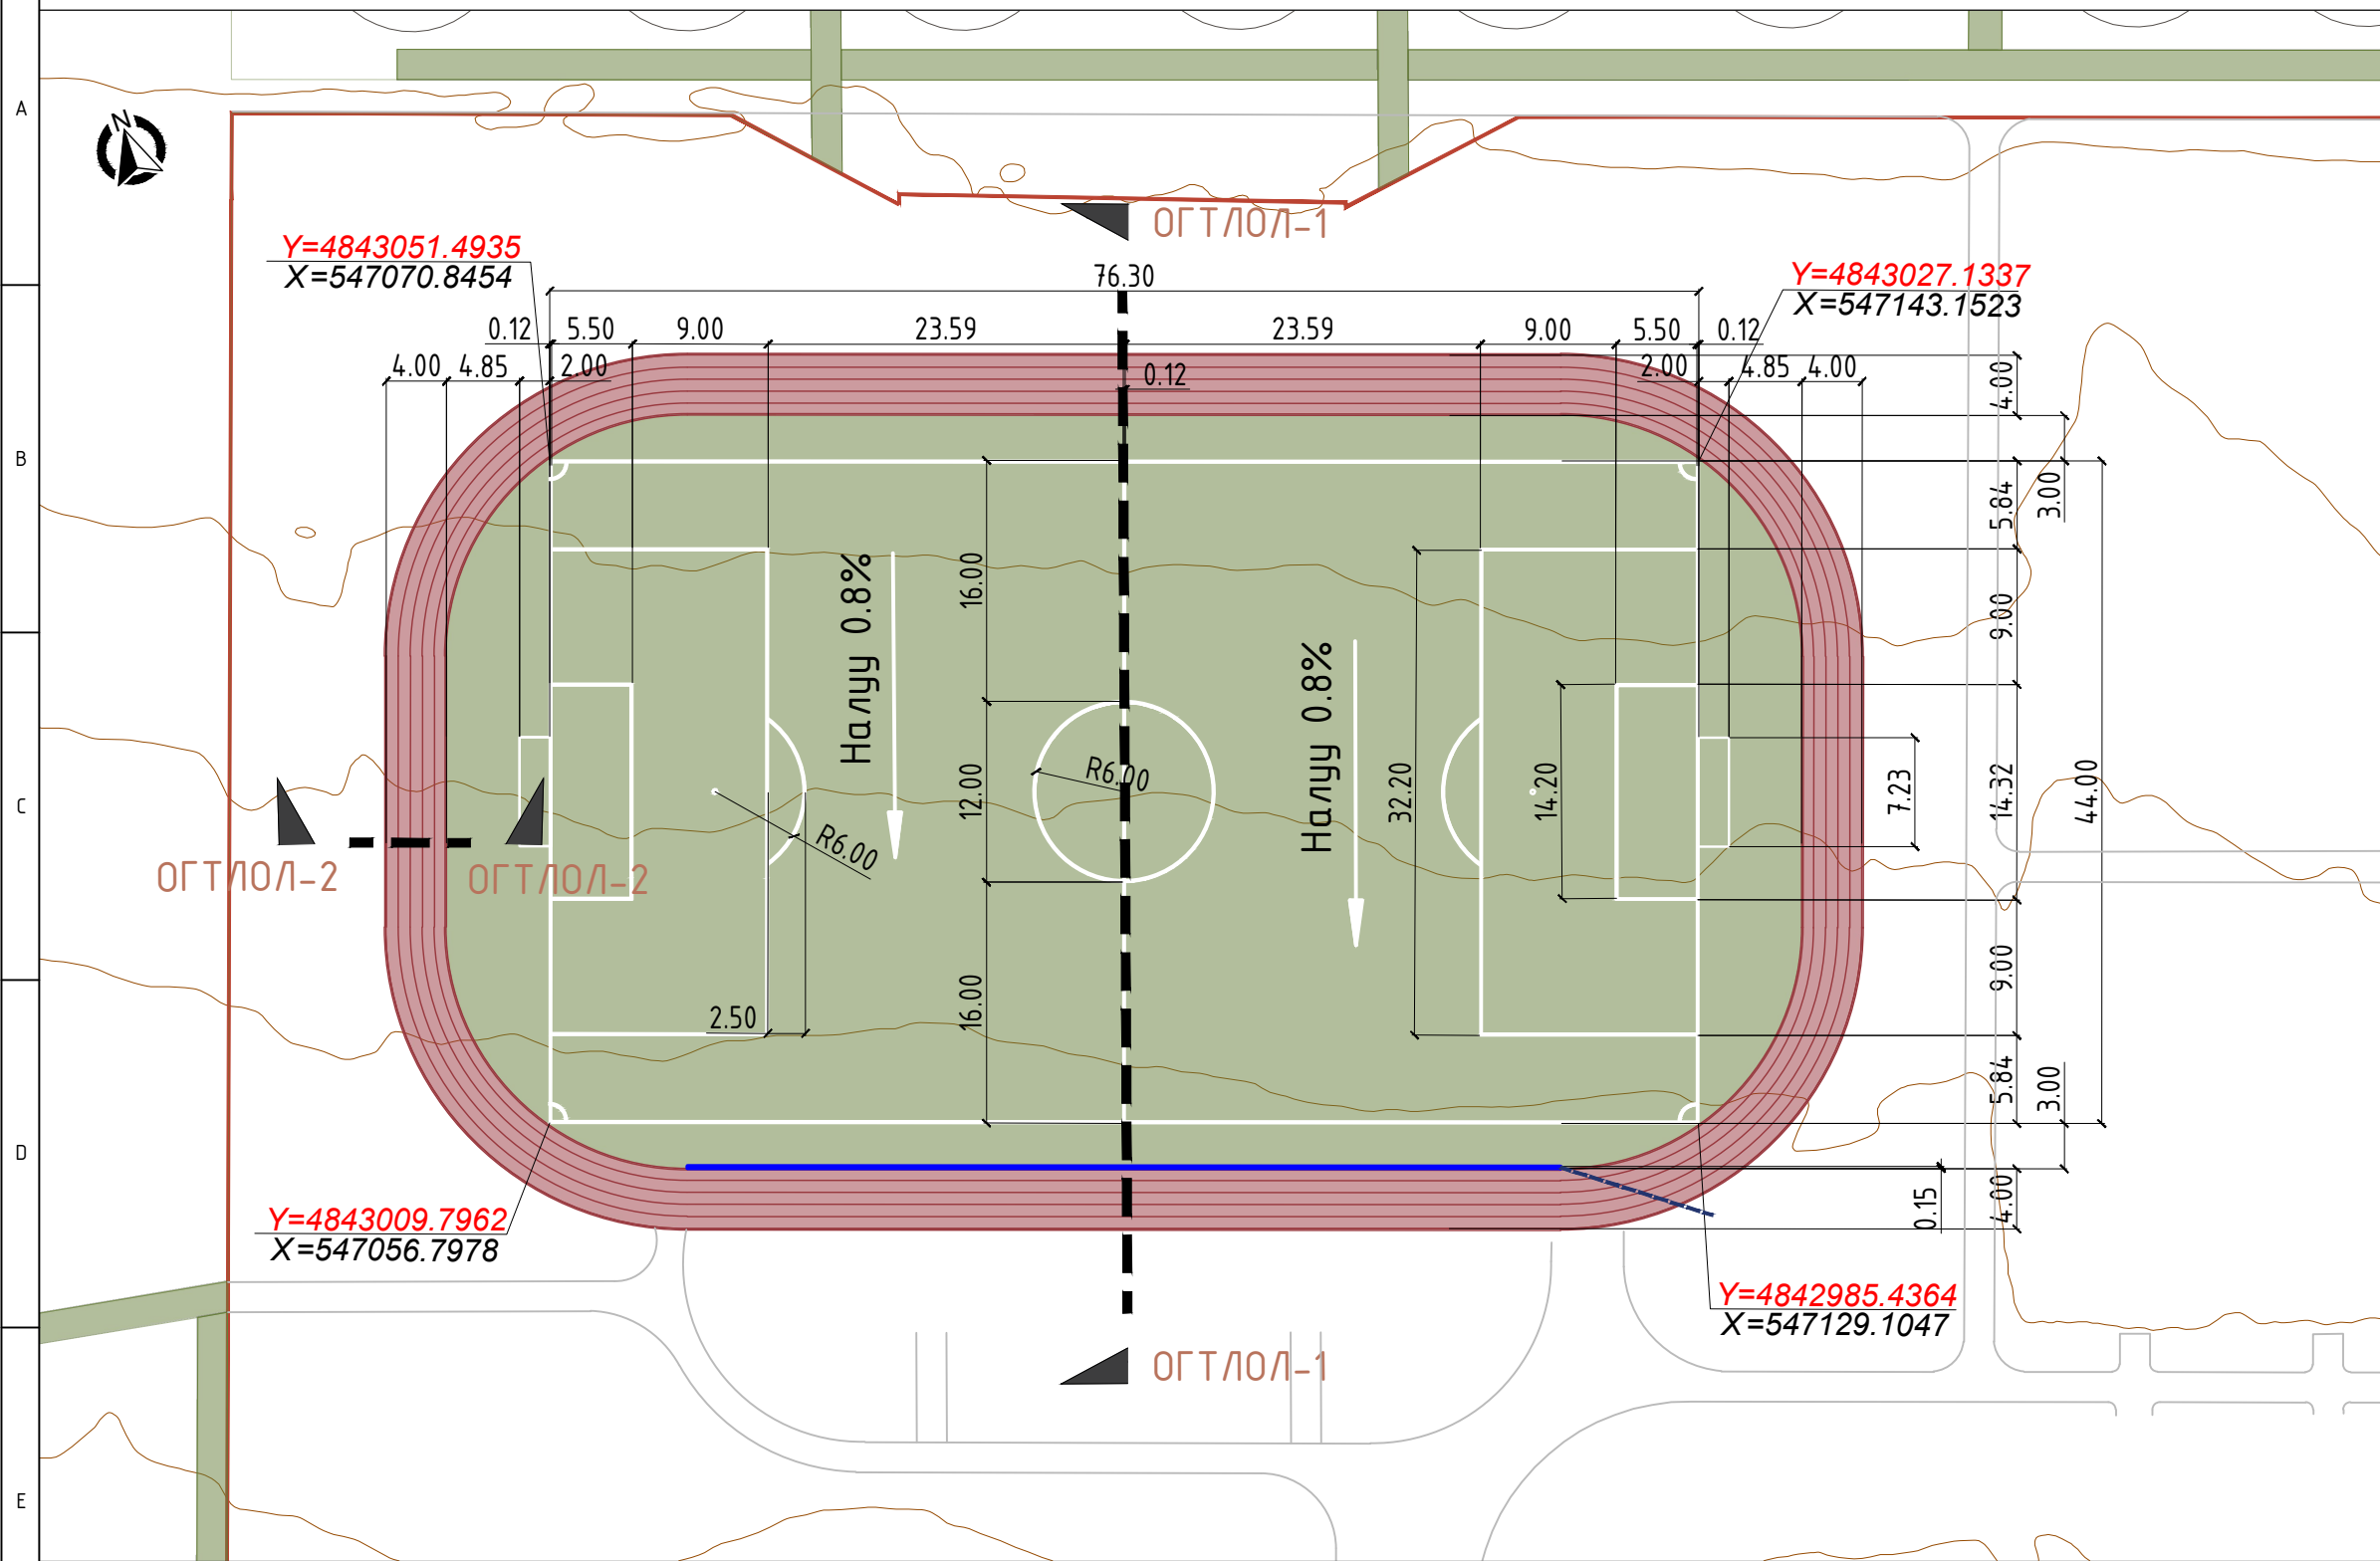 A
N
ОГТЛОЛ-1
Y=4843051.4935
X=547070.8454
Y=4843027.1337
X=547143.1523
76.30
0.12
5.50
9.00
23.59
23.59
9.00
5.50
0.12
4.00
4.85
2.00
0.12
2.00
4.85
4.00
4.00
B
3.00
5.84
16.00
Налуу 0.8%
9.00
Налуу 0.8%
C
R6.00
12.00
R6.00
32.20
14.20
7.23
14.32
44.00
ОГТЛОЛ-2
ОГТЛОЛ-2
9.00
16.00
2.50
5.84
3.00
D
0.15
4.00
Y=4843009.7962
X=547056.7978
Y=4842985.4364
X=547129.1047
ОГТЛОЛ-1
E